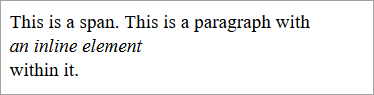 This is a span. This is a paragraph with
an inline element
within it.